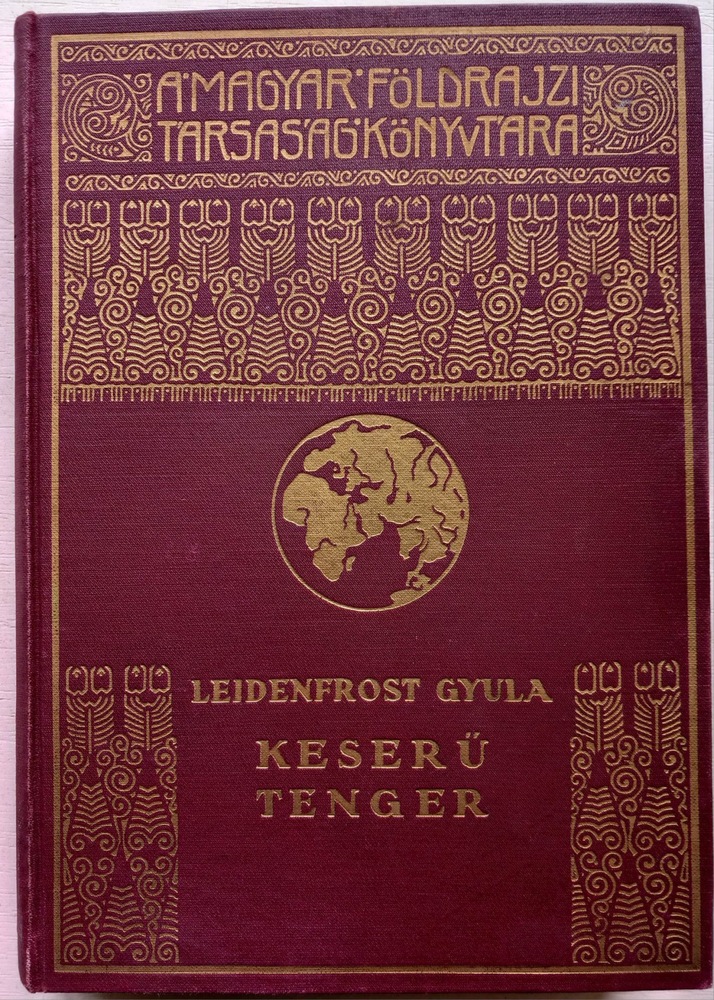 A·MAGYAR·FÖLDRAJZI
TÁRSASÁG·KÖNYVTÁRA
LEIDENFROST GYULA
KESERŰ
TENGER